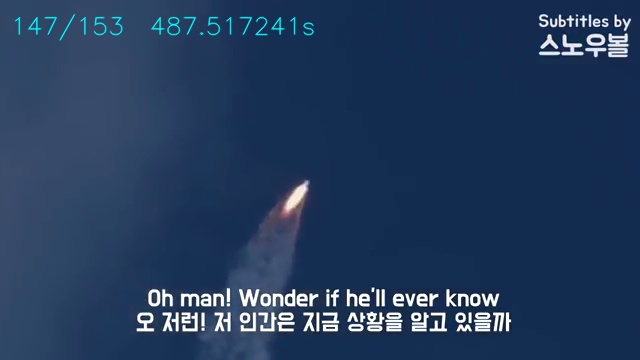 147/153 487.517241s
Subtitles by
스노우볼
Oh man! Wonder if he'll ever know
오 저런! 저 인간은 지금 상황을 알고 있을까